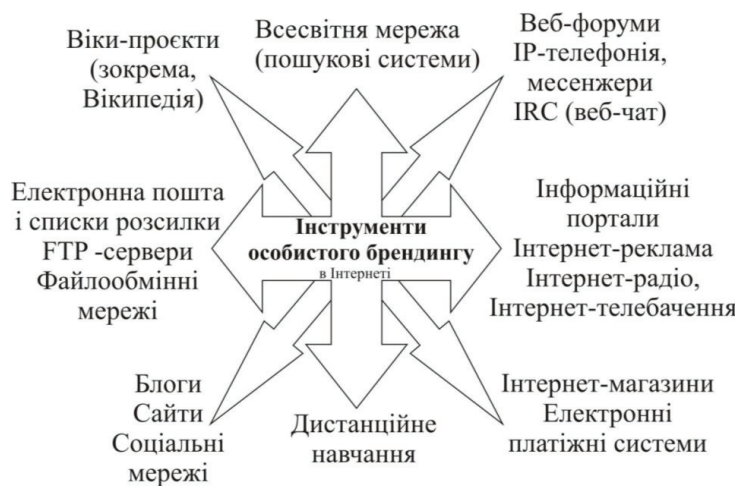 Віки-проєкти
(зокрема,
Вікипедія)
Всесвітня мережа
(пошукові системи)
Веб-форуми
IP-телефонія,
месенжери
IRC (веб-чат)
Електронна пошта
і списки розсилки
FTP -сервери
Файлообмінні
мережі
Інструменти
особистого брендингу
в Інтернеті
Інформаційні
портали
Інтернет-реклама
Інтернет-радіо,
Інтернет-телебачення
Блоги
Сайти
Соціальні
мережі
Дистанційне
навчання
Інтернет-магазини
Електронні
платіжні системи